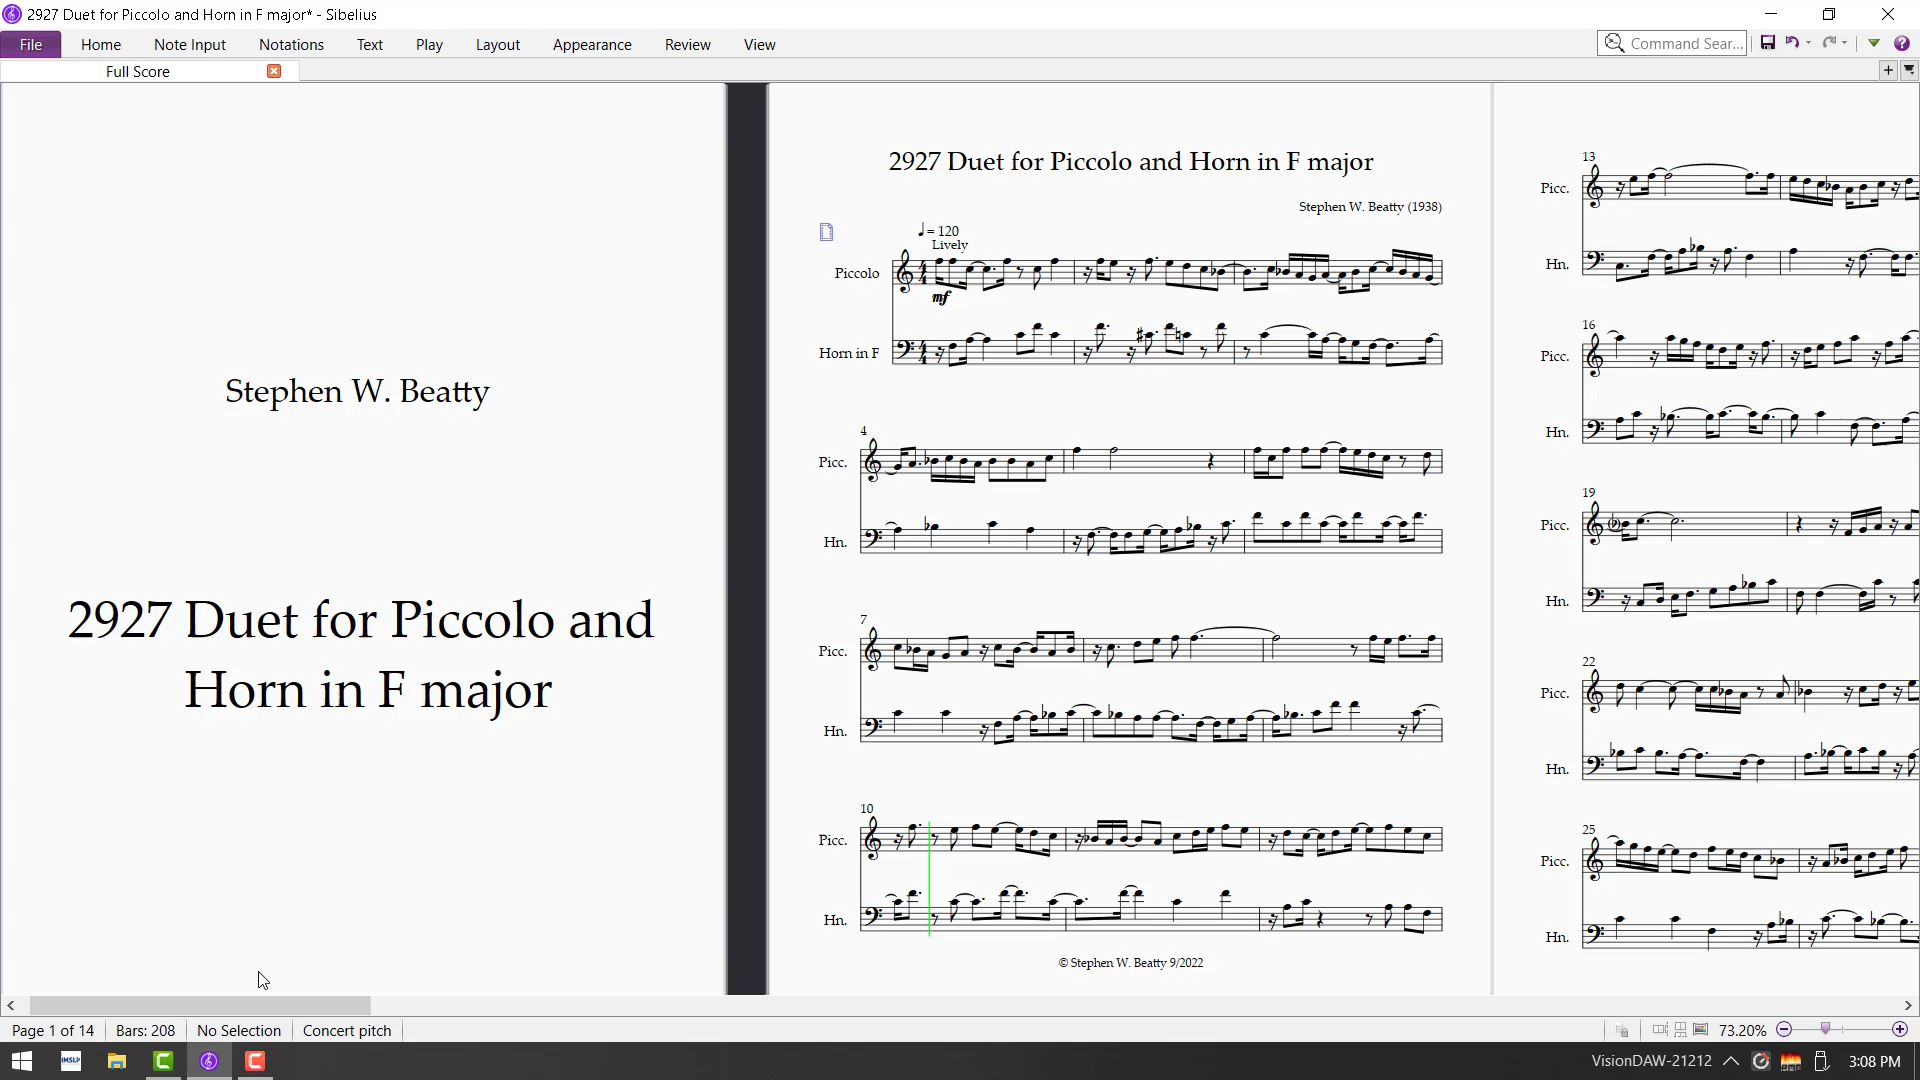 2927 Duet for Piccolo and Horn in F major* - Sibelius
File Home Note Input Notations Text Play Layout Appearance Review View
Command Sear...
Full Score
Stephen W. Beatty
2927 Duet for Piccolo and
Horn in F major
2927 Duet for Piccolo and Horn in F major
Stephen W. Beatty (1938)
= 120
Lively
Piccolo
mf
Horn in F
4
Picc.
Hn.
7
Picc.
Hn.
10
Picc.
Hn.
© Stephen W. Beatty 9/2022
13
Picc.
Hn.
16
Picc.
Hn.
19
Picc.
Hn.
22
Picc.
Hn.
25
Picc.
Hn.
Page 1 of 14 Bars: 208 No Selection Concert pitch
73.20%
IMSLP
VisionDAW-21212
3:08 PM